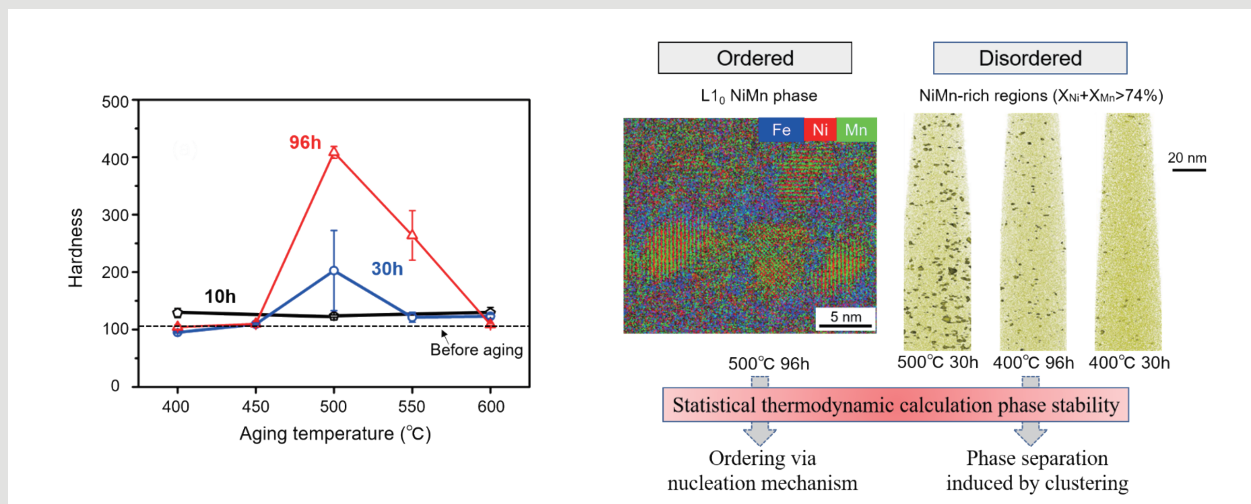 500
400
300
200
100
0
Hardness
96h
30h
10h
Before aging
400 450 500 550 600
Aging temperature (℃)
Ordered
L1₀ NiMn phase
Fe Ni Mn
5 nm
500℃ 96h
Disordered
NiMn-rich regions (X_Ni+X_Mn>74%)
20 nm
500℃ 30h 400℃ 96h 400℃ 30h
Statistical thermodynamic calculation phase stability
Ordering via
nucleation mechanism
Phase separation
induced by clustering